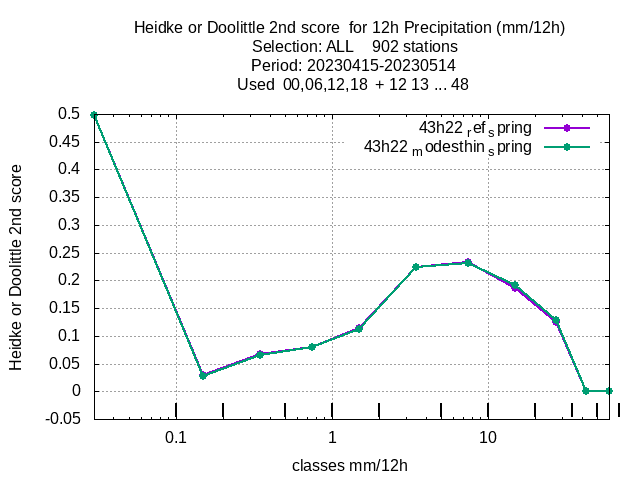 Heidke or Doolittle 2nd score  for 12h Precipitation (mm/12h)
Selection: ALL    902 stations
Period: 20230415-20230514
Used  00,06,12,18  + 12 13 ... 48
43h22 ref spring
43h22 modesthin spring
0.5
0.45
0.4
0.35
0.3
0.25
0.2
0.15
0.1
0.05
0
-0.05
Heidke or Doolittle 2nd score
0.1
1
10
classes mm/12h